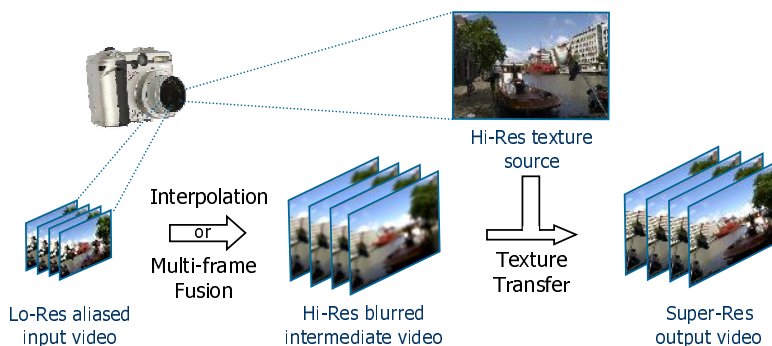 Hi-Res texture
source
Interpolation
or
Multi-frame
Fusion
Texture
Transfer
Lo-Res aliased
input video
Hi-Res blurred
intermediate video
Super-Res
output video